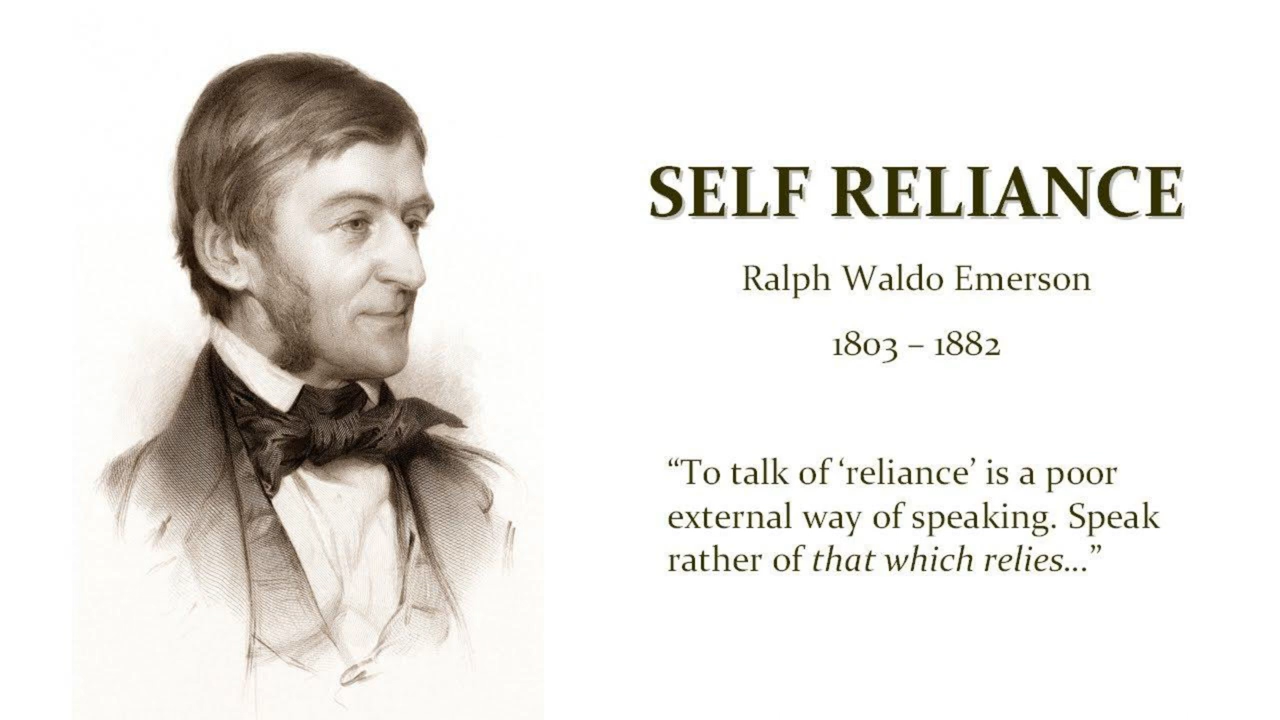 SELF RELIANCE
Ralph Waldo Emerson
1803 – 1882
“To talk of ‘reliance’ is a poor
external way of speaking. Speak
rather of that which relies...”